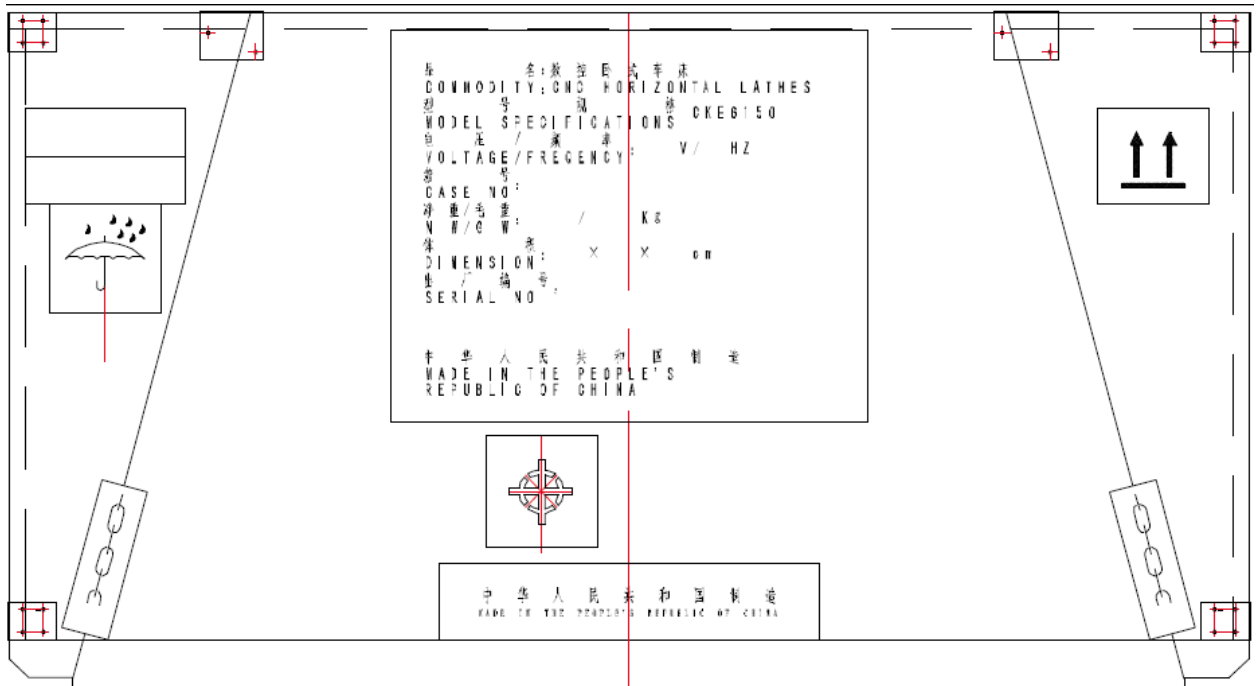 品 名:数控卧式车床
COMMODITY:CNC HORIZONTAL LATHES
型 号 规 格
MODEL SPECIFICATIONS CKE6150
电 压 / 频 率
VOLTAGE/FREGENCY: V/ HZ
号
CASE NO:
净重/毛重
N W/G W: / Kg
体 积
DIMENSION: × × cm
出 厂 编 号
SERIAL NO :
中 华 人 民 共 和 国 制 造
MADE IN THE PEOPLE'S
REPUBLIC OF CHINA
中 华 人 民 共 和 国 制 造
MADE IN THE PEOPLE'S REPUBLIC OF CHINA